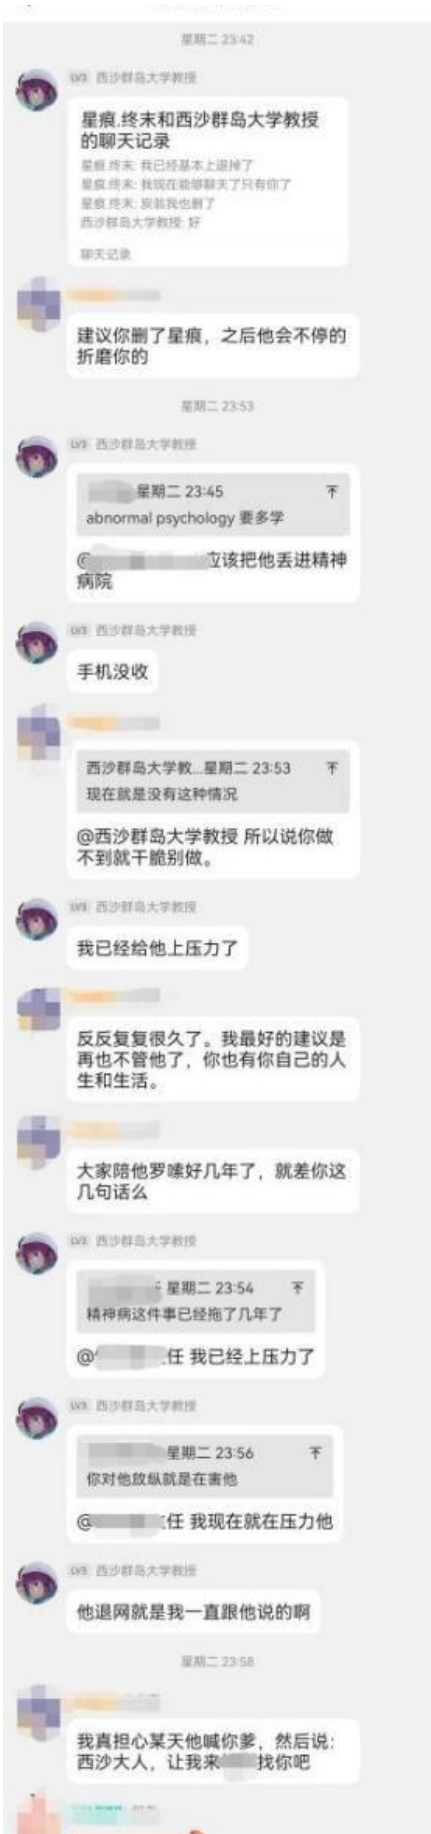 星期二 23:42
LV3 西沙群岛大学教授
星痕.终末和西沙群岛大学教授
的聊天记录
星痕.终末: 我已经基本上退掉了
星痕.终末: 我现在能够聊天了只有你了
星痕.终末: 我也删了
西沙群岛大学教授: 好
聊天记录
建议你删了星痕，之后他会不停的
折磨你的
星期二 23:53
LV3 西沙群岛大学教授
星期二 23:45
abnormal psychology 要多学
@ 应该把他丢进精神
病院
LV3 西沙群岛大学教授
手机没收
西沙群岛大学教...星期二 23:53
现在就是没有这种情况
@西沙群岛大学教授 所以说你做
不到就干脆别做。
LV3 西沙群岛大学教授
我已经给他上压力了
反反复复很久了。我最好的建议是
再也不管他了，你也有你自己的人
生和生活。
大家陪他罗嗦好几年了，就差你这
几句话么
LV3 西沙群岛大学教授
星期二 23:54
精神病这件事已经拖了几年了
@ 任 我已经上压力了
LV3 西沙群岛大学教授
星期二 23:56
你对他放纵就是在害他
@ 任 我现在就在压力他
LV3 西沙群岛大学教授
他退网就是我一直跟他说的啊
星期二 23:58
我真担心某天他喊你爹，然后说：
西沙大人，让我来 找你吧